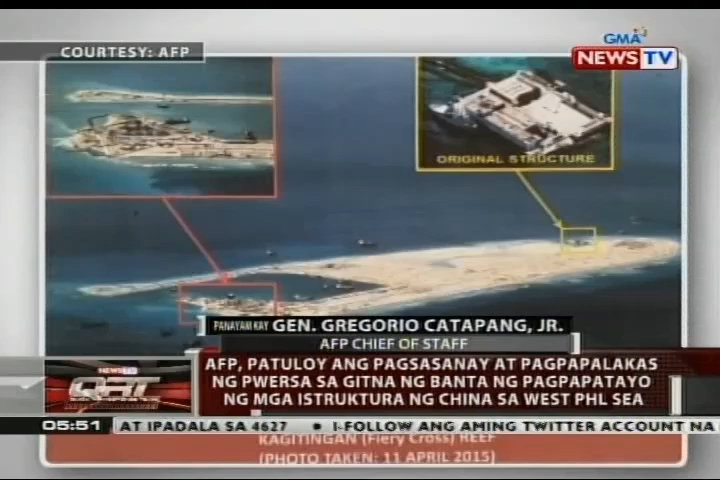 COURTESY: AFP
GMA
NEWS TV
ORIGINAL STRUCTURE
PANAYAM KAY GEN. GREGORIO CATAPANG, JR.
AFP CHIEF OF STAFF
NEWS TV
QRT
AFP, PATULOY ANG PAGSASANAY AT PAGPAPALAKAS
NG PWERSA SA GITNA NG BANTA NG PAGPAPATAYO
NG MGA ISTRUKTURA NG CHINA SA WEST PHL SEA
05:51 AT IPADALA SA 4627 ● I-FOLLOW ANG AMING TWITTER ACCOUNT NA
KAGITINGAN (Fiery Cross) REEF
(PHOTO TAKEN: 11 APRIL 2015)